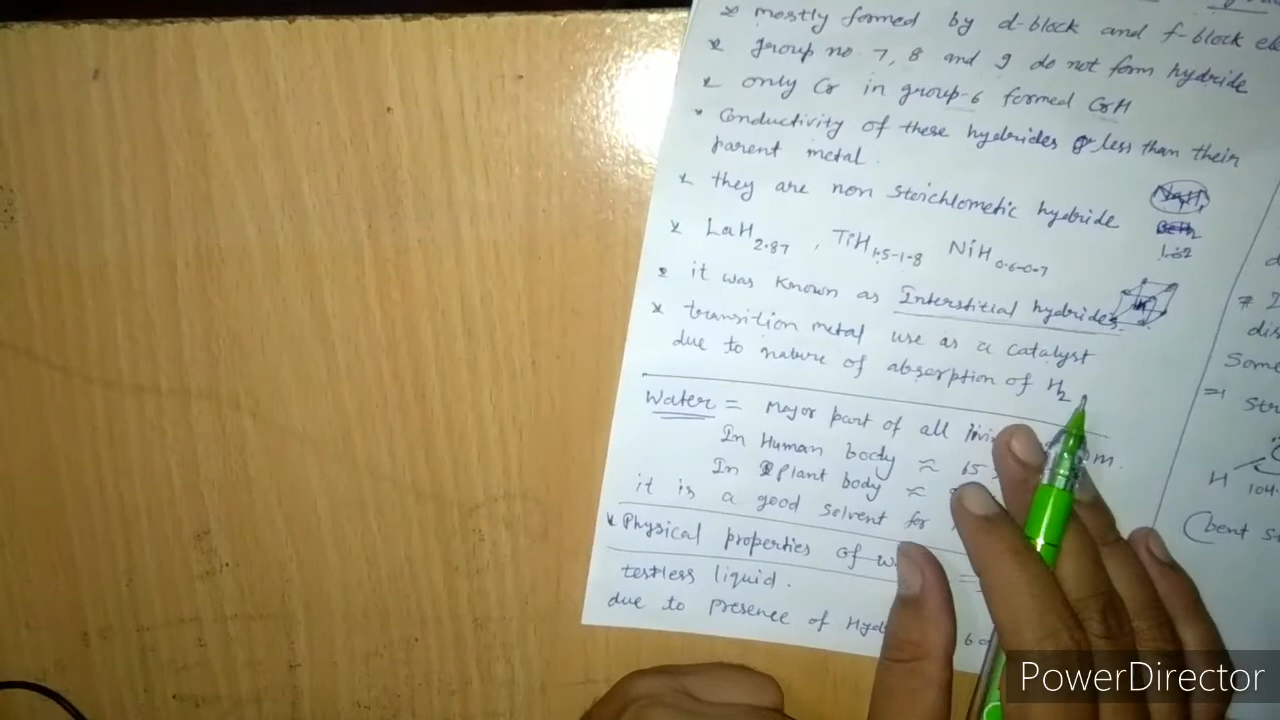 * mostly formed by d-block and f-block
* group no. 7, 8 and 9 do not form hydride
* only Cr in group-6 formed CrH
* Conductivity of these hydrides less than their
parent metal.
* they are non stoichlometic hydride
* LaH2.87 , TiH1.5-1.8 NiH0.6-0.7
* it was known as Interstitial hydrides.
* transition metal use as a catalyst
due to nature of absorption of H2
Water = Major part of all
In Human body ≈ 65
In Plant body ≈
it is a good solvent for
* Physical properties of
testless liquid.
due to presence of
H
104.
(bent
PowerDirector